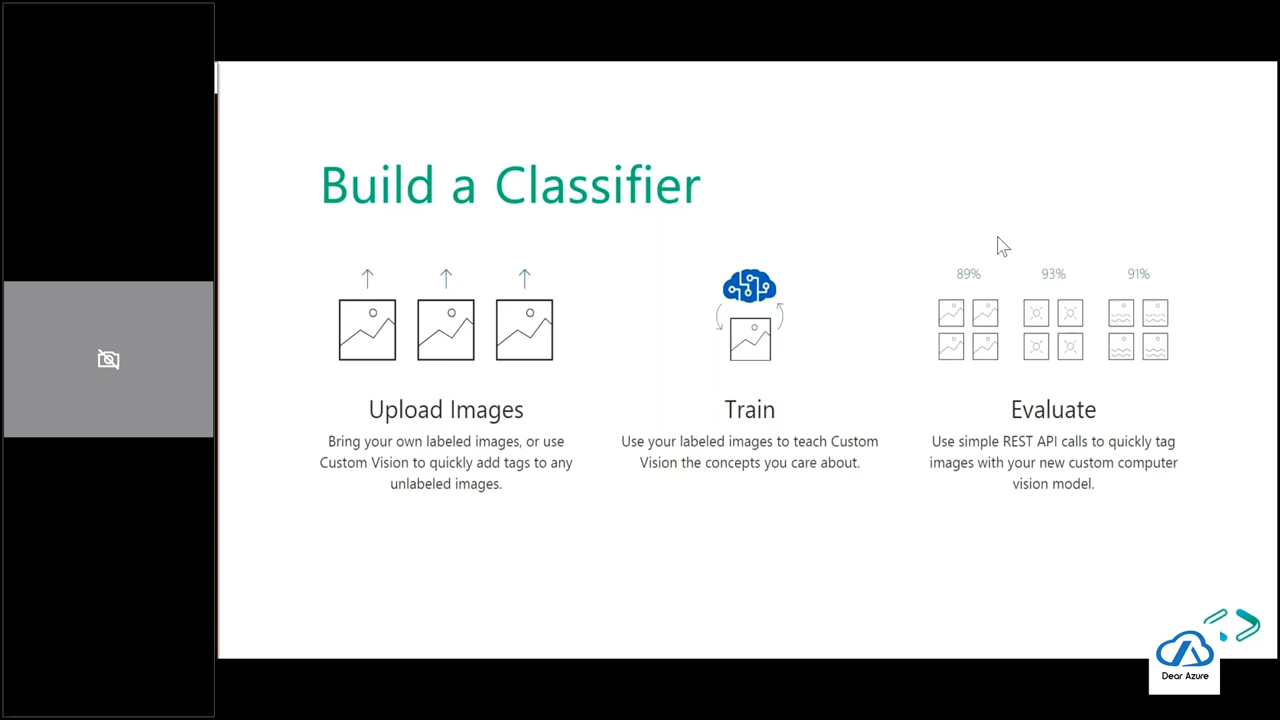 Build a Classifier
89%
93%
91%
Upload Images
Bring your own labeled images, or use
Custom Vision to quickly add tags to any
unlabeled images.
Train
Use your labeled images to teach Custom
Vision the concepts you care about.
Evaluate
Use simple REST API calls to quickly tag
images with your new custom computer
vision model.
Dear Azure